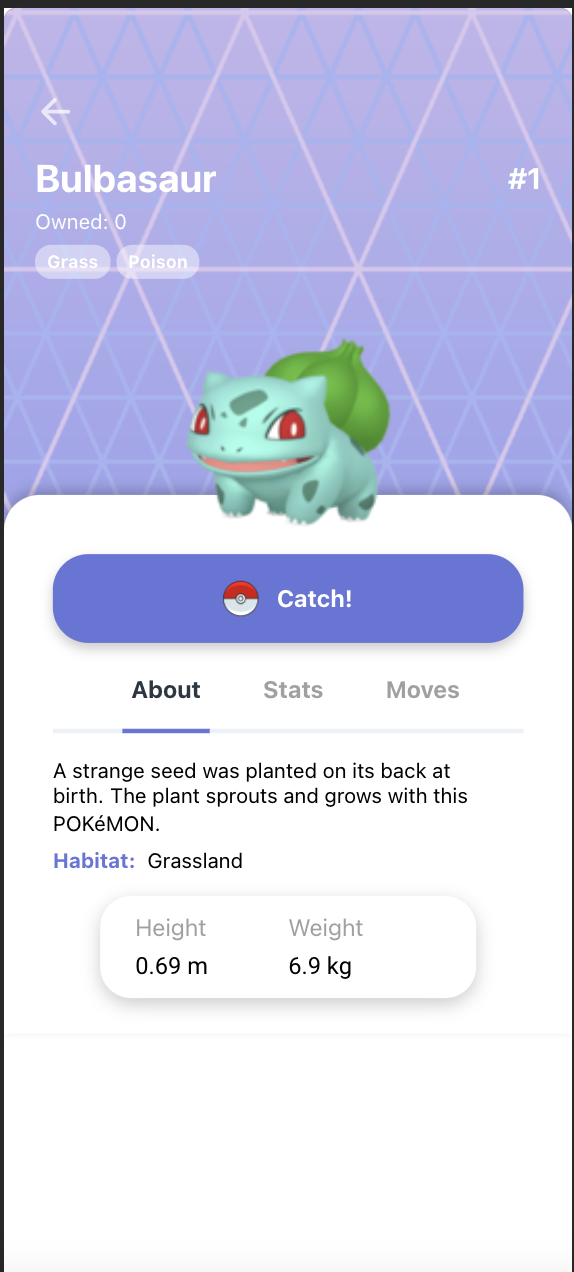 Bulbasaur
#1
Owned: 0
Grass Poison
Catch!
About Stats Moves
A strange seed was planted on its back at
birth. The plant sprouts and grows with this
POKéMON.
Habitat: Grassland
Height Weight
0.69 m 6.9 kg